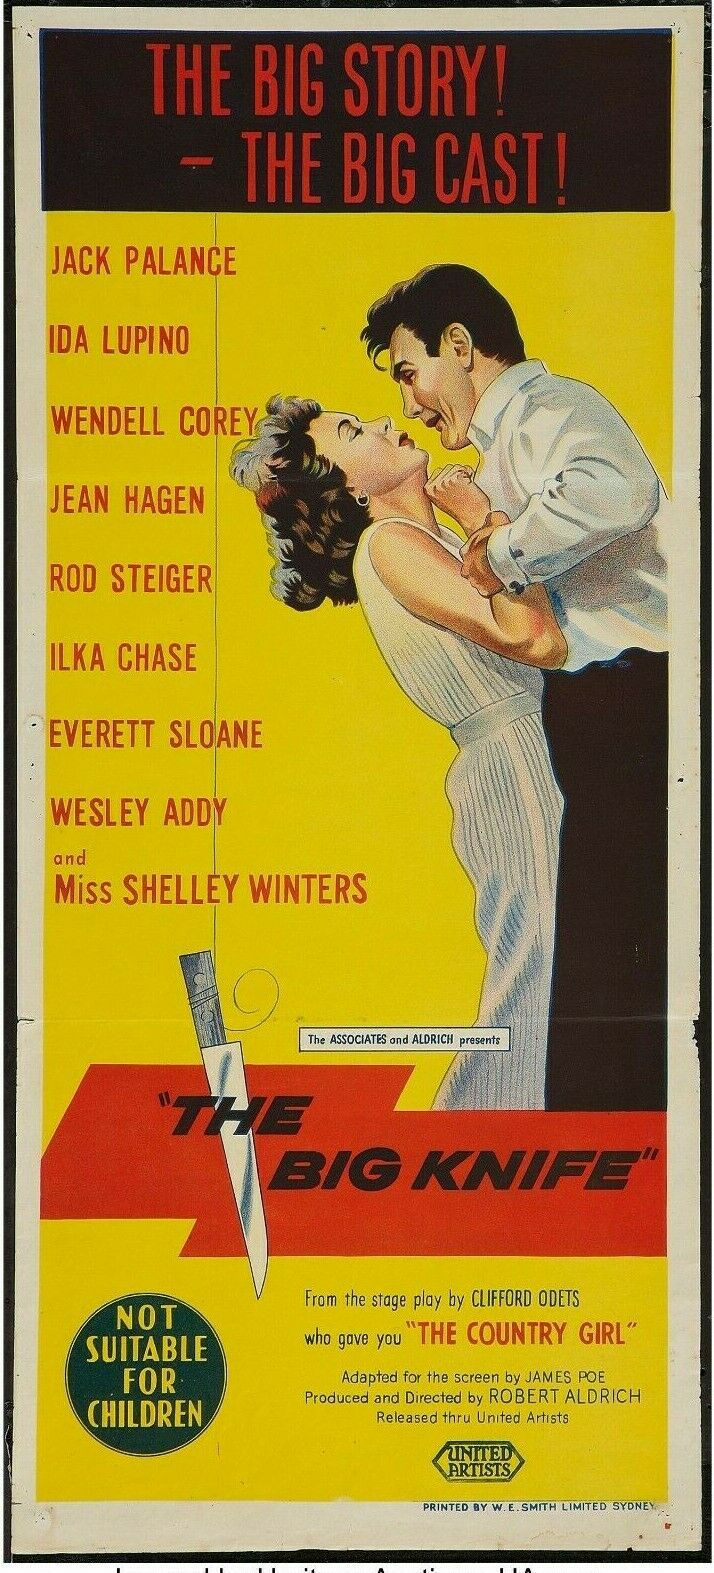 THE BIG STORY!
- THE BIG CAST!
JACK PALANCE
IDA LUPINO
WENDELL COREY
JEAN HAGEN
ROD STEIGER
ILKA CHASE
EVERETT SLOANE
WESLEY ADDY
and
Miss SHELLEY WINTERS
The ASSOCIATES and ALDRICH presents
"THE
BIG KNIFE"
NOT
SUITABLE
FOR
CHILDREN
From the stage play by CLIFFORD ODETS
who gave you "THE COUNTRY GIRL"
Adapted for the screen by JAMES POE
Produced and Directed by ROBERT ALDRICH
Released thru United Artists
UNITED
ARTISTS
PRINTED BY W. E. SMITH LIMITED SYDNEY.